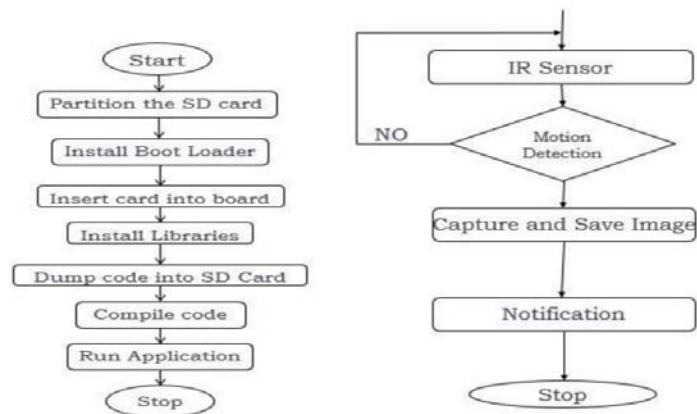 Start
Partition the SD card
Install Boot Loader
Insert card into board
Install Libraries
Dump code into SD Card
Compile code
Run Application
Stop
IR Sensor
NO
Motion
Detection
Capture and Save Image
Notification
Stop